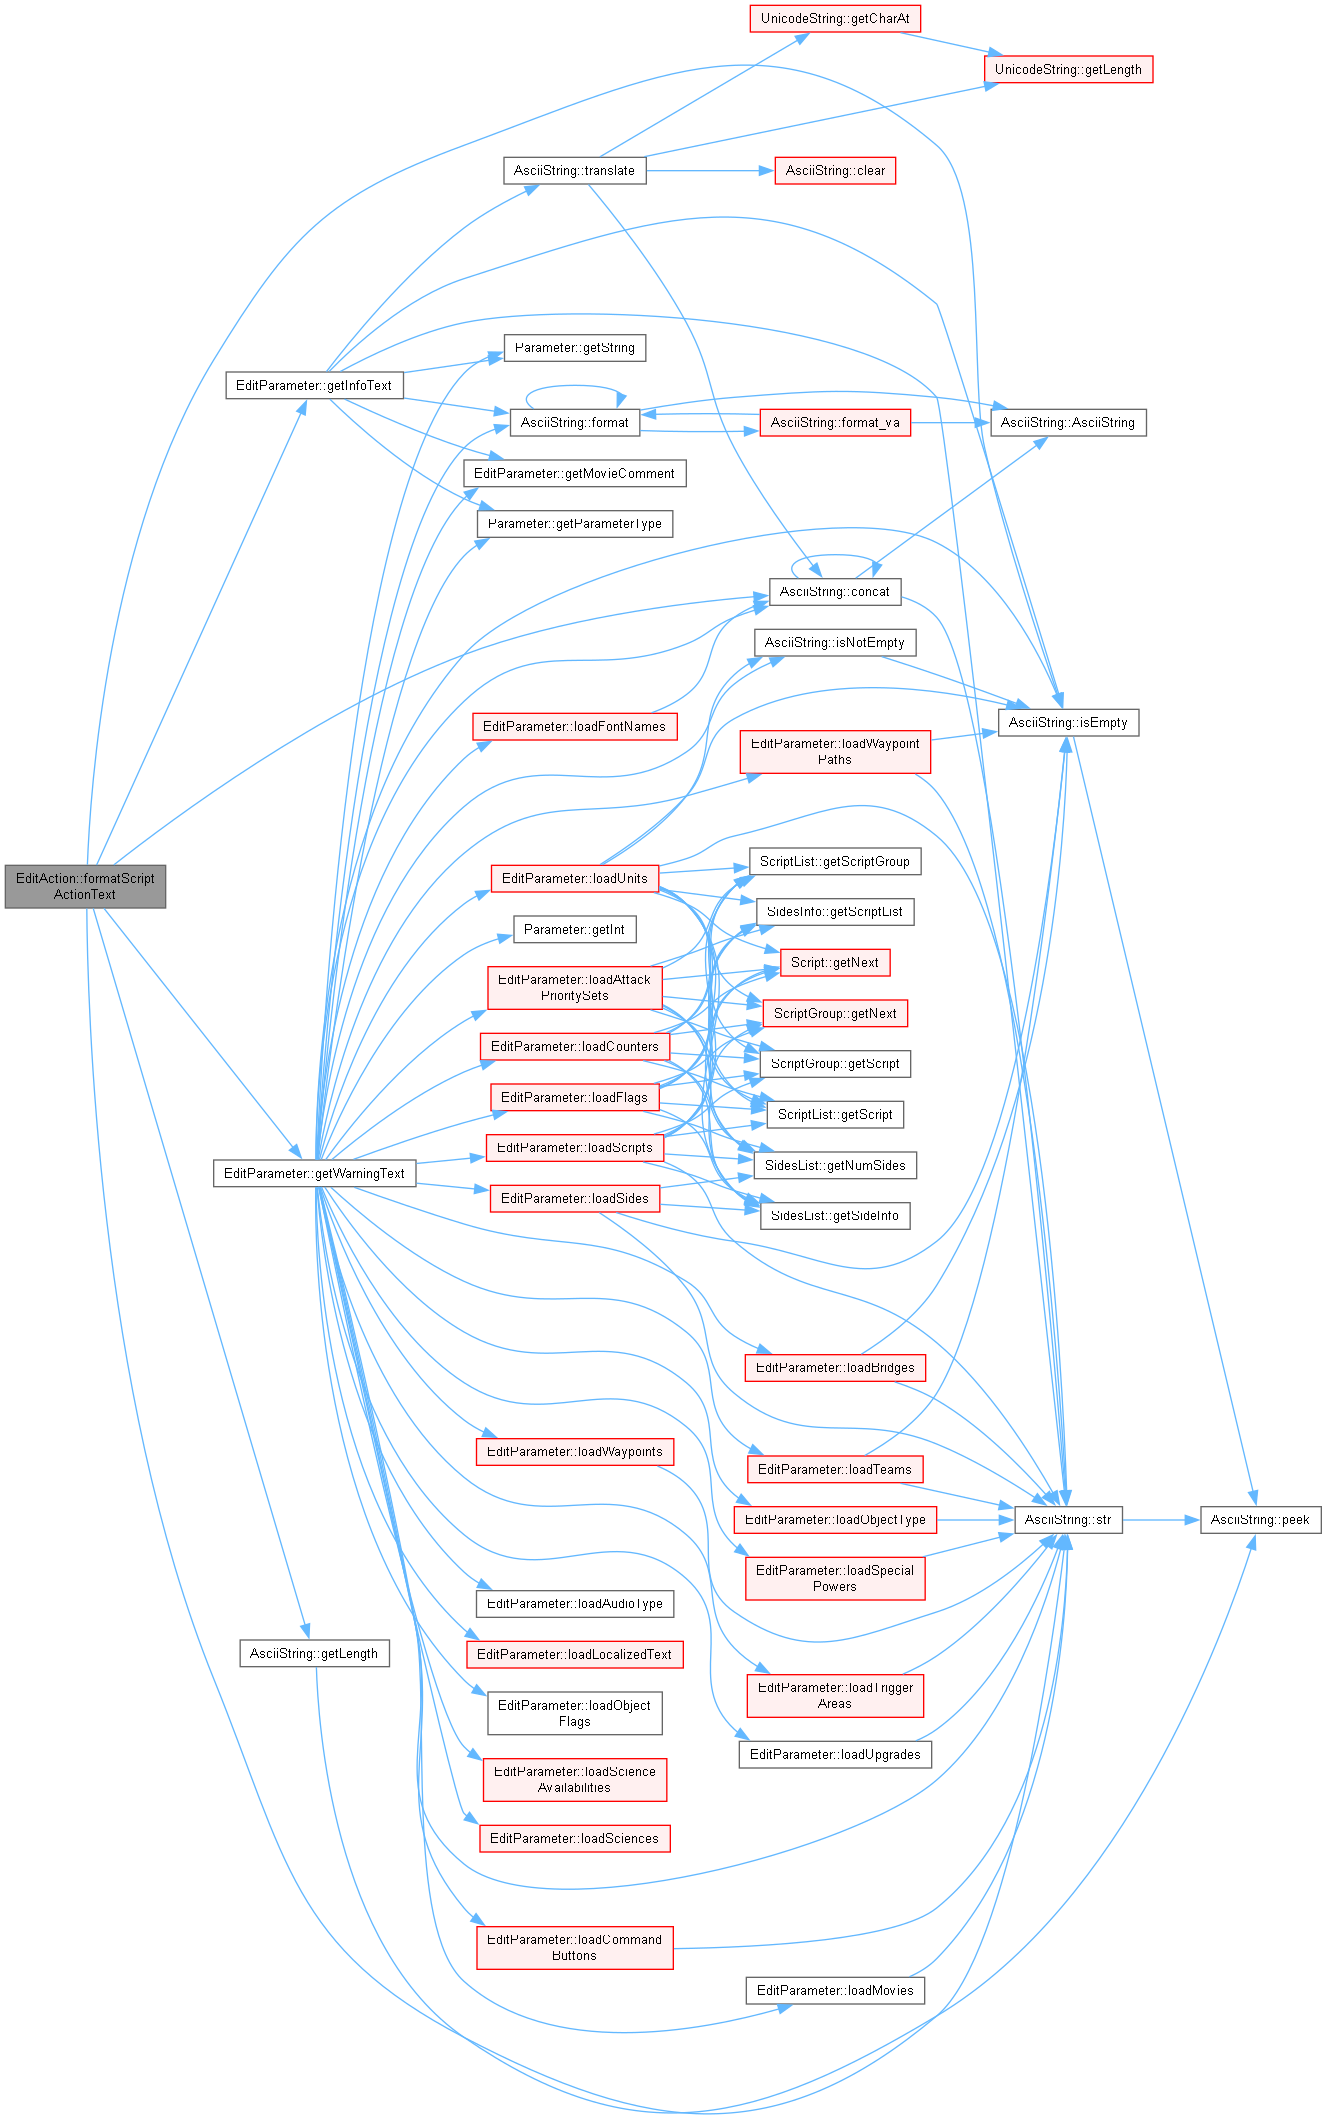 UnicodeString::getCharAt
UnicodeString::getLength
AsciiString::translate
AsciiString::clear
Parameter::getString
EditParameter::getInfoText
AsciiString::format
AsciiString::format_va
AsciiString::AsciiString
EditParameter::getMovieComment
Parameter::getParameterType
AsciiString::concat
AsciiString::isNotEmpty
EditParameter::loadFontNames
AsciiString::isEmpty
EditParameter::loadWaypoint
Paths
EditAction::formatScript
ActionText
ScriptList::getScriptGroup
EditParameter::loadUnits
SidesInfo::getScriptList
Parameter::getInt
Script::getNext
EditParameter::loadAttack
PrioritySets
ScriptGroup::getNext
EditParameter::loadCounters
ScriptGroup::getScript
EditParameter::loadFlags
ScriptList::getScript
EditParameter::loadScripts
SidesList::getNumSides
EditParameter::getWarningText
EditParameter::loadSides
SidesList::getSideInfo
EditParameter::loadBridges
EditParameter::loadWaypoints
EditParameter::loadTeams
EditParameter::loadObjectType
AsciiString::str
AsciiString::peek
EditParameter::loadSpecial
Powers
EditParameter::loadAudioType
AsciiString::getLength
EditParameter::loadLocalizedText
EditParameter::loadTrigger
Areas
EditParameter::loadObject
Flags
EditParameter::loadUpgrades
EditParameter::loadScience
Availabilities
EditParameter::loadSciences
EditParameter::loadCommand
Buttons
EditParameter::loadMovies